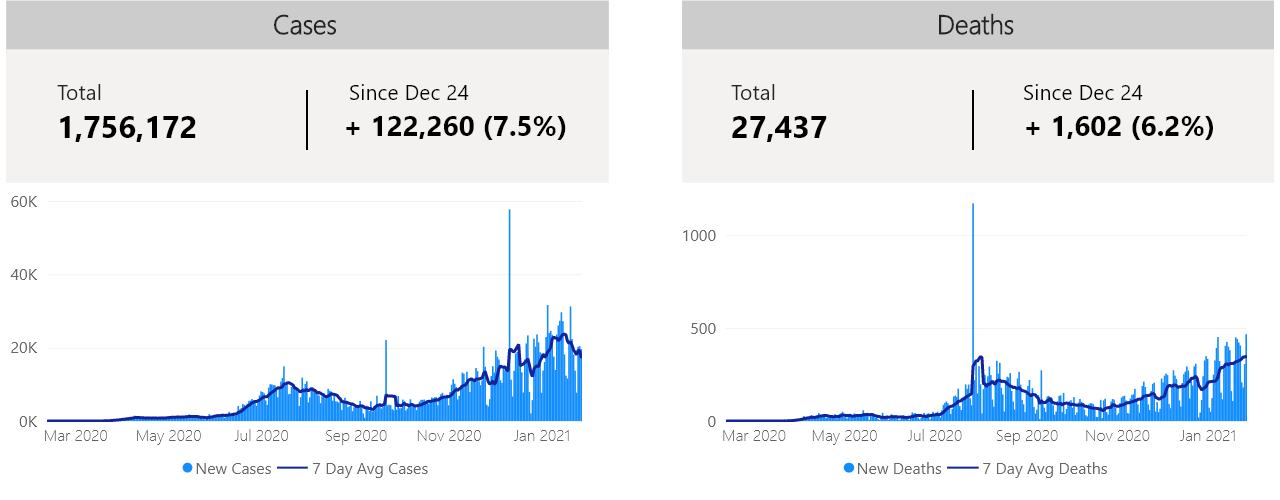 Cases
Total
1,756,172
Since Dec 24
+ 122,260 (7.5%)
60K
40K
20K
0K
Mar 2020 May 2020 Jul 2020 Sep 2020 Nov 2020 Jan 2021
New Cases 7 Day Avg Cases
Deaths
Total
27,437
Since Dec 24
+ 1,602 (6.2%)
1000
500
0
Mar 2020 May 2020 Jul 2020 Sep 2020 Nov 2020 Jan 2021
New Deaths 7 Day Avg Deaths